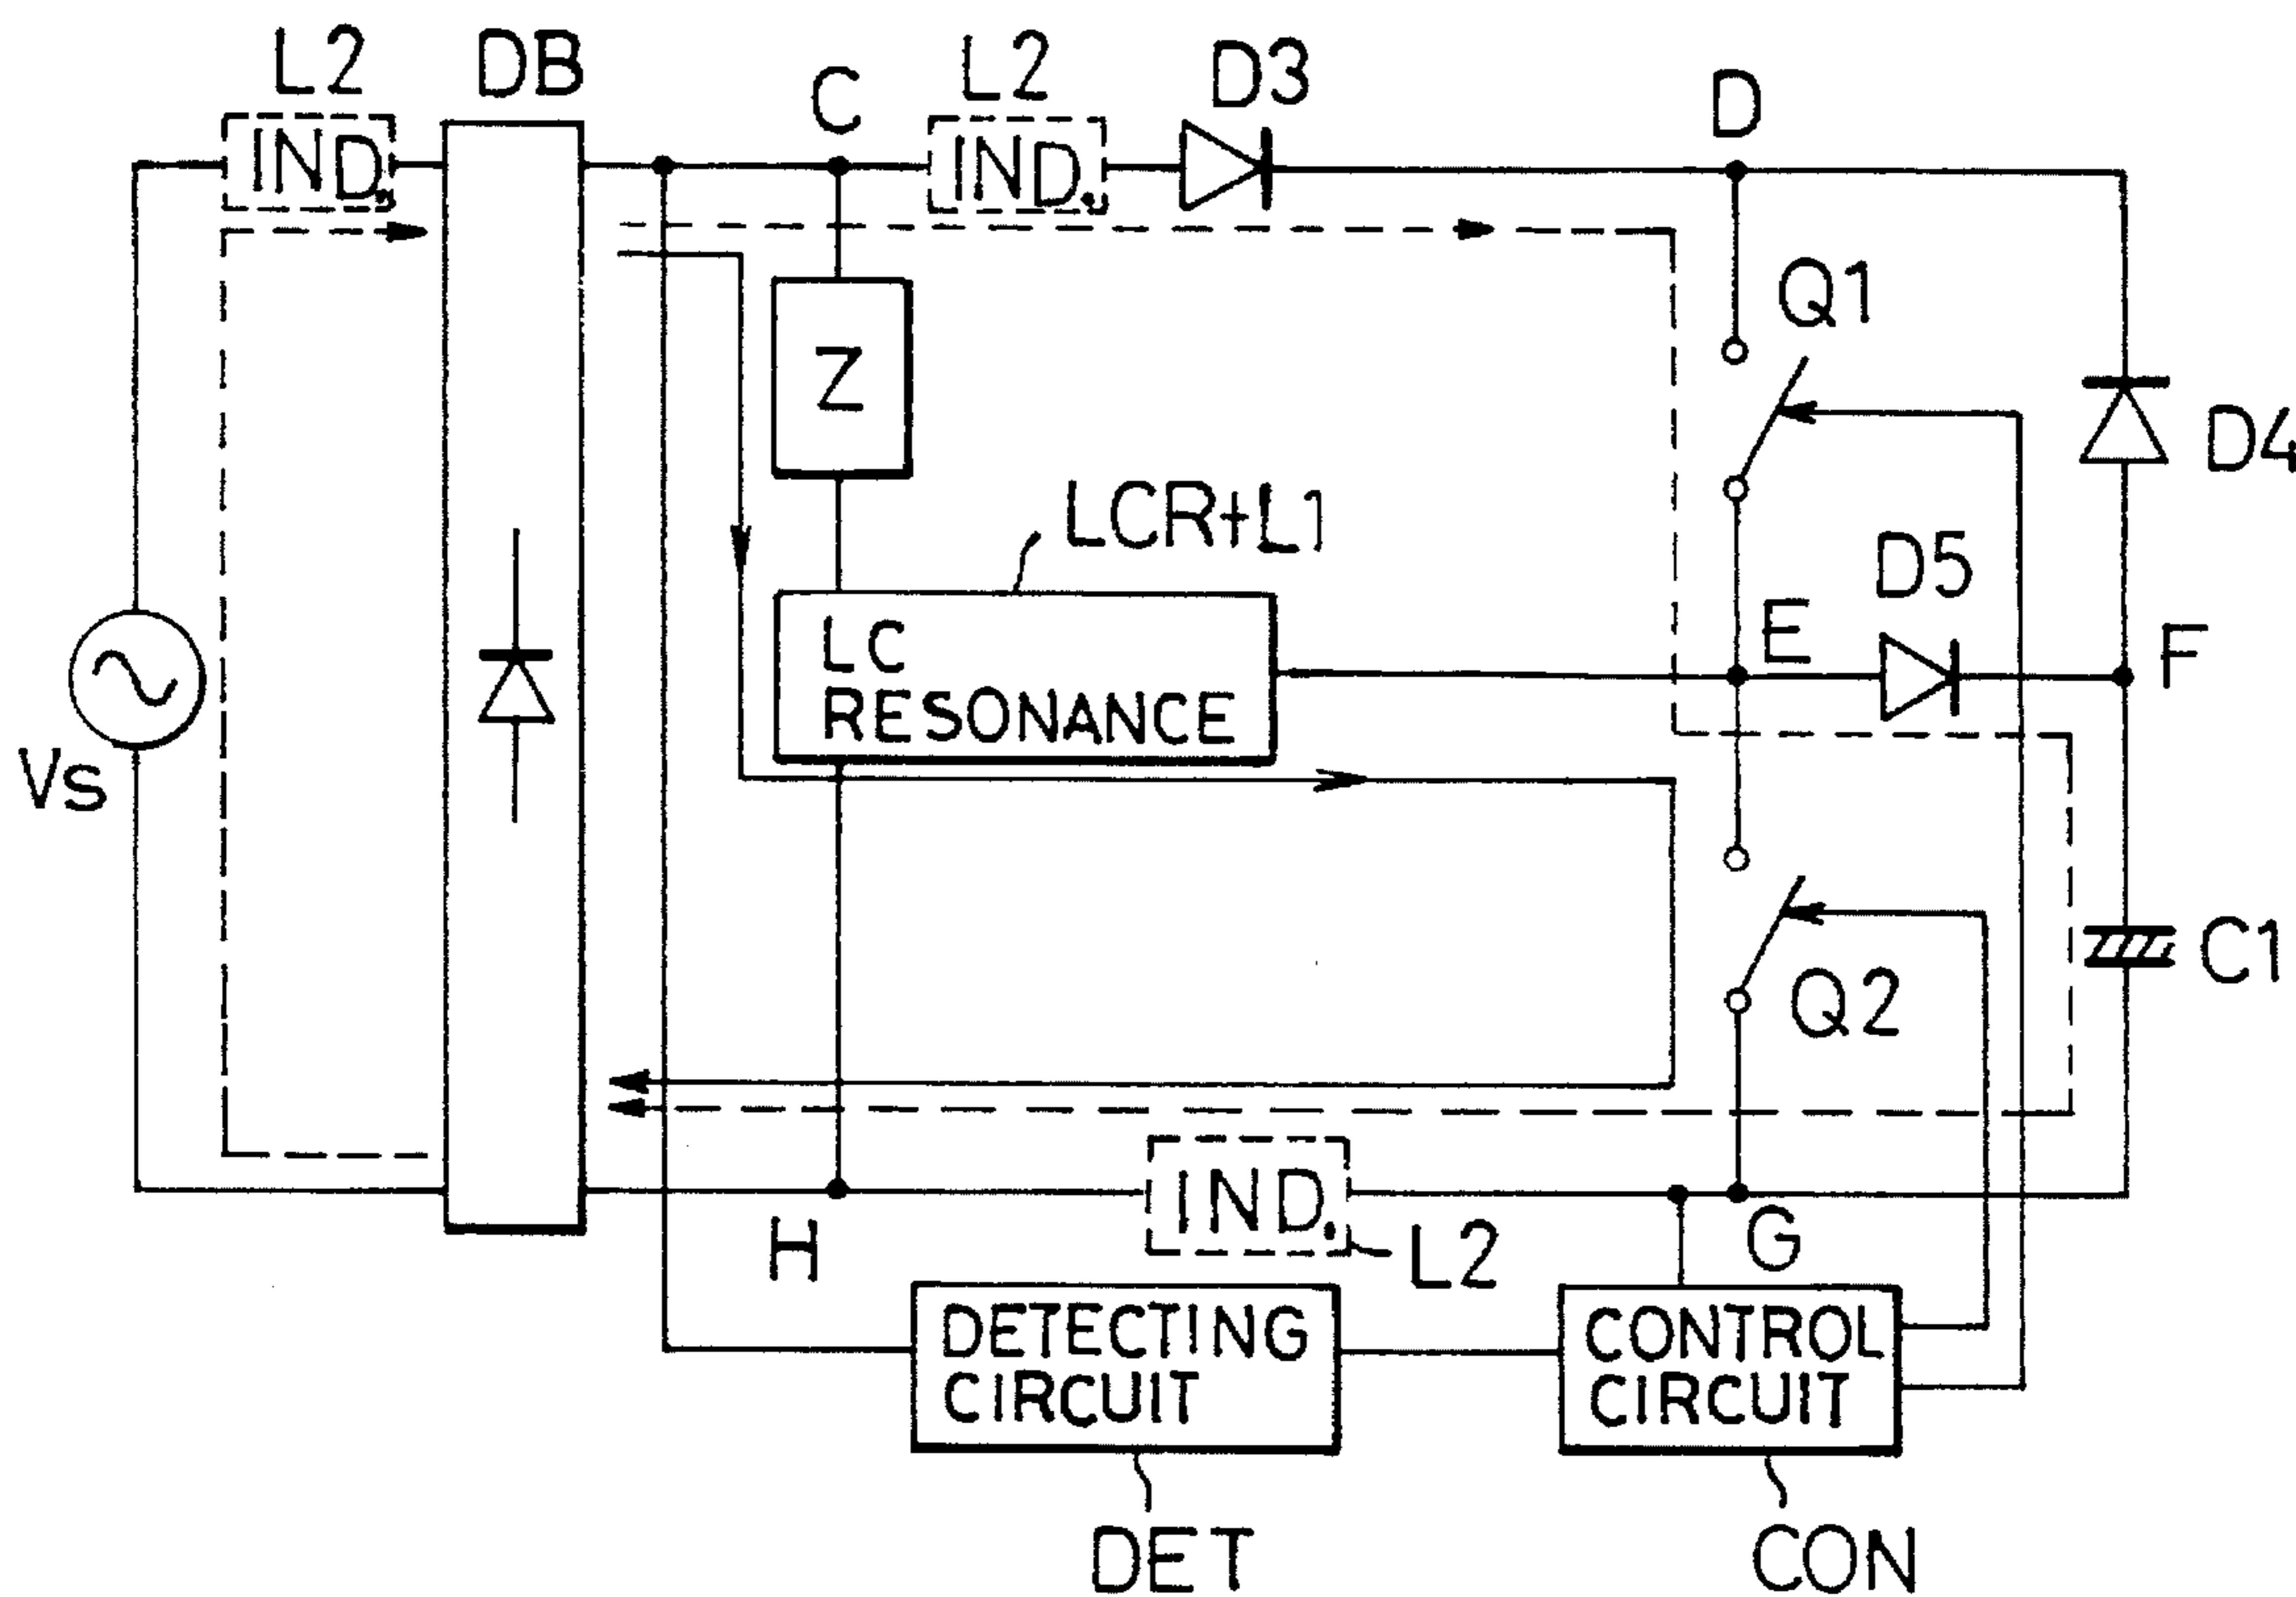 L2
DB
C
L2
D3
D
IND.
IND.
Q1
Z
D4
LCR+L1
D5
E
F
LC
RESONANCE
Vs
C1
Q2
IND.
H
G
L2
DETECTING
CIRCUIT
CONTROL
CIRCUIT
DET
CON